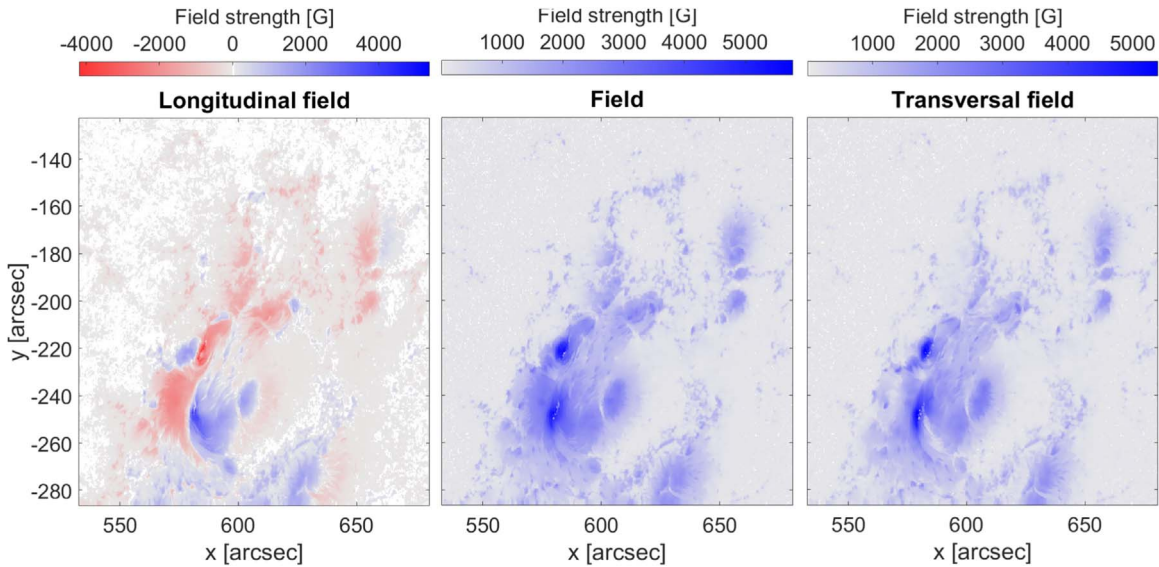 Field strength [G]
-4000 -2000 0 2000 4000
Longitudinal field
Field strength [G]
1000 2000 3000 4000 5000
Field
Field strength [G]
1000 2000 3000 4000 5000
Transversal field
y [arcsec]
-140
-160
-180
-200
-220
-240
-260
-280
550 600 650
x [arcsec]
550 600 650
x [arcsec]
550 600 650
x [arcsec]